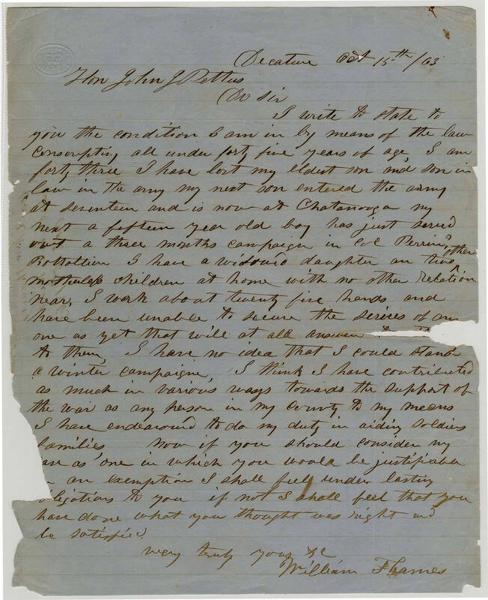 Decature Oct 15th /63
Hon John J Pettus
Dr Sir
I write to state to
you the condition I am in by means of the law
conscripting all under forty five years of age, I am
forty three I have lost my eldest son and son in
law in the army my next son entered the army
at seventeen and is now at Chatanooga my
next a fifteen year old boy has just served
out a three months campaign in Col Perrins
Battallion I have a widowed daughter an two other
motherless children at home with no other relation
near, I work about twenty five hands, and
have been unable to secure the servies of any
one as yet that will at all answer
to them, I have no idea that I could stand
a winter campaigne, I think I have contributed
as much in various ways towards the support of
the war as any person in my county to my means
I have endeavord to do my duty in aiding soldiers
families now if you should consider my
case as one in which you would be justifiable
in an exemption I shall feel under lasting
obligations to you if not I shall feel that you
have done what you thought was right and
be satisfied
very truly yours &c
William Thames